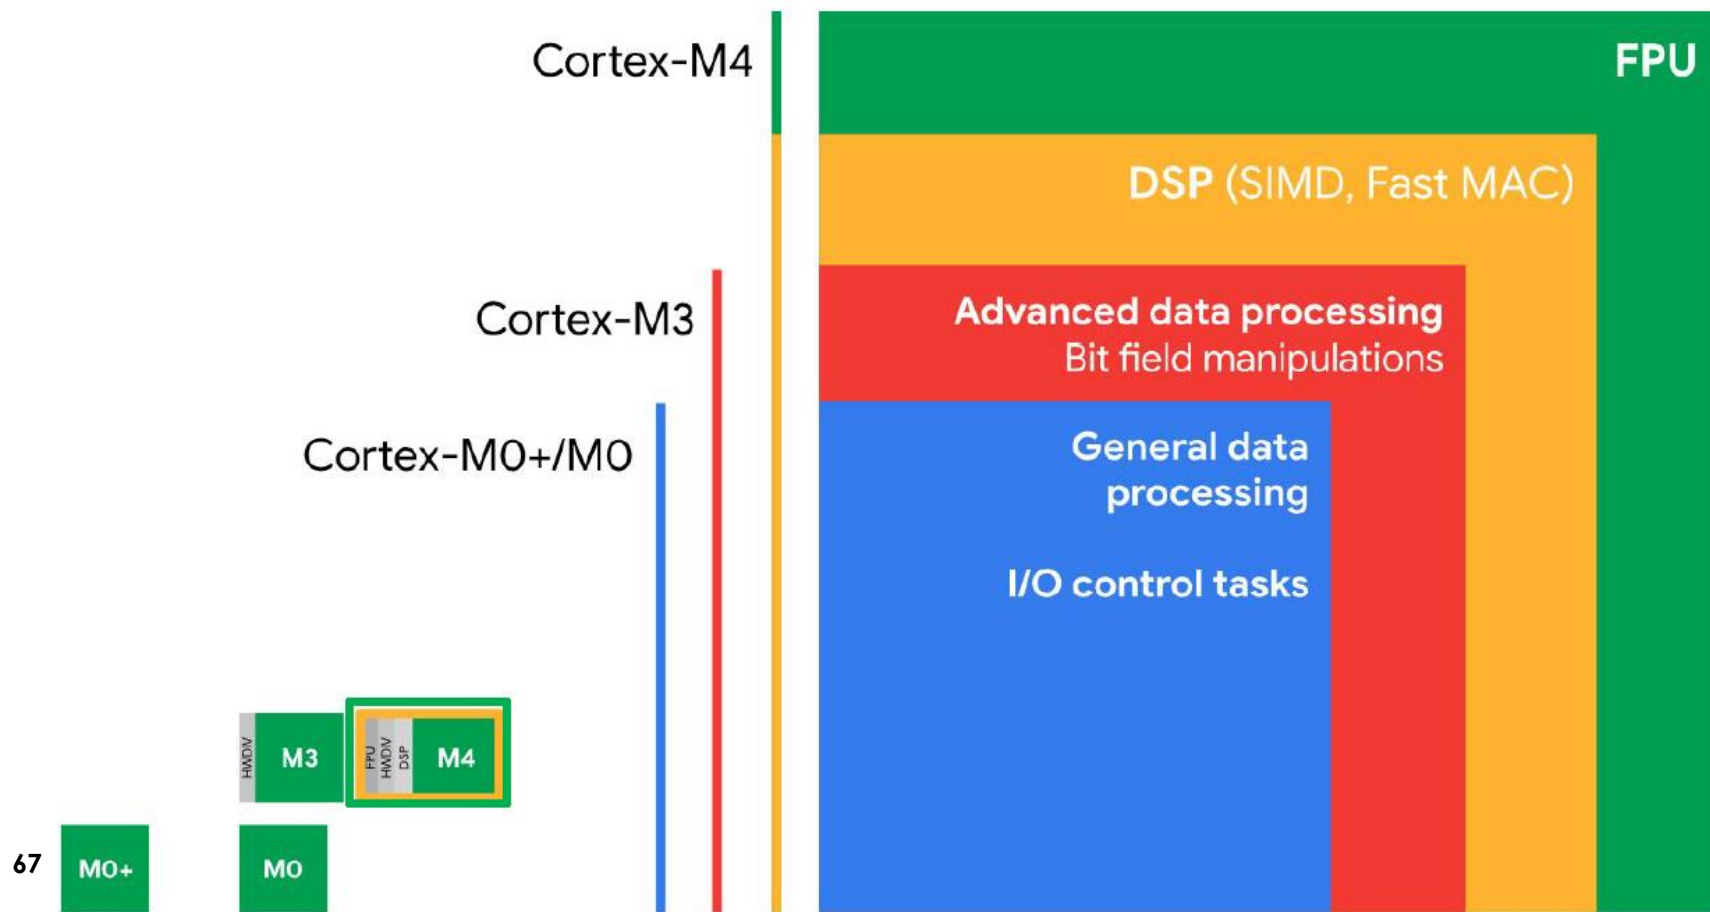 Cortex-M4
FPU
DSP (SIMD, Fast MAC)
Cortex-M3
Advanced data processing
Bit field manipulations
Cortex-M0+/M0
General data
processing
I/O control tasks
HWDIV
M3
FPU
HWDIV
DSP
M4
67
M0+
M0